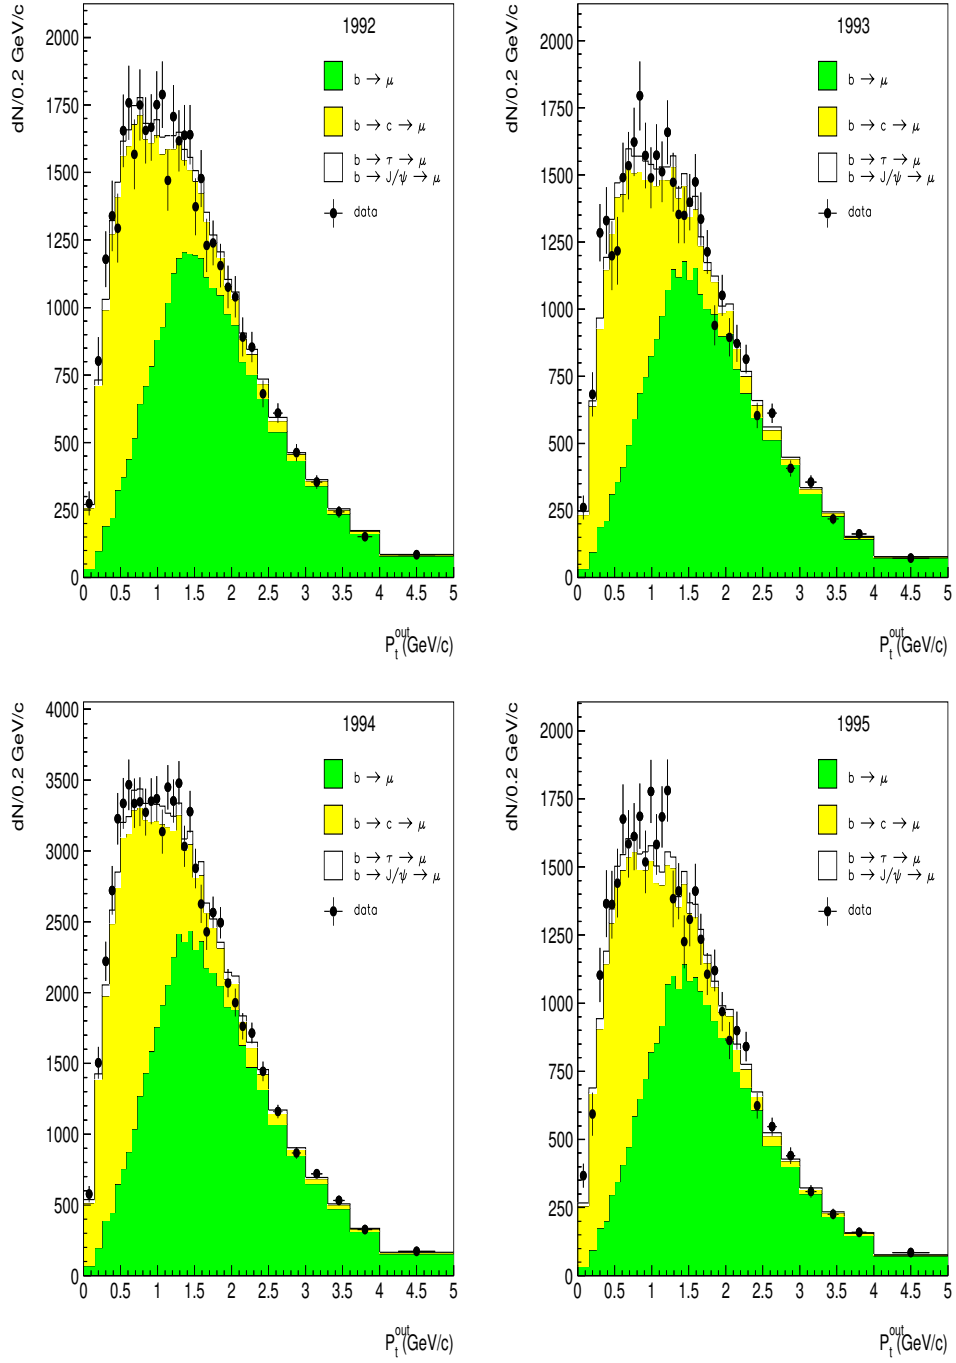 dN/0.2 GeV/c
1992
2000
1750
1500
1250
1000
750
500
250
0
b → μ
b → c → μ
b → τ → μ
b → J/ψ → μ
data
0 0.5 1 1.5 2 2.5 3 3.5 4 4.5 5
P_t^out (GeV/c)
dN/0.2 GeV/c
1993
2000
1750
1500
1250
1000
750
500
250
0
b → μ
b → c → μ
b → τ → μ
b → J/ψ → μ
data
0 0.5 1 1.5 2 2.5 3 3.5 4 4.5 5
P_t^out (GeV/c)
dN/0.2 GeV/c
1994
4000
3500
3000
2500
2000
1500
1000
500
0
b → μ
b → c → μ
b → τ → μ
b → J/ψ → μ
data
0 0.5 1 1.5 2 2.5 3 3.5 4 4.5 5
P_t^out (GeV/c)
dN/0.2 GeV/c
1995
2000
1750
1500
1250
1000
750
500
250
0
b → μ
b → c → μ
b → τ → μ
b → J/ψ → μ
data
0 0.5 1 1.5 2 2.5 3 3.5 4 4.5 5
P_t^out (GeV/c)